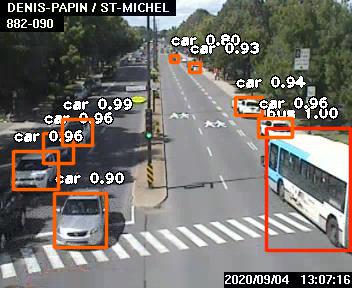 DENIS-PAPIN / ST-MICHEL
882-090
car 0.80
car 0.93
car 0.94
car 0.99
car 0.96
car 0.96
bus 1.00
car 0.96
car 0.90
2020/09/04 13:07:16